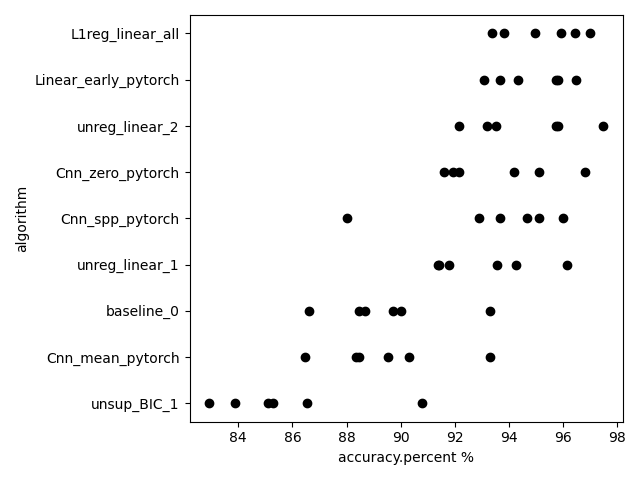 L1reg_linear_all
Linear_early_pytorch
unreg_linear_2
Cnn_zero_pytorch
Cnn_spp_pytorch
unreg_linear_1
baseline_0
Cnn_mean_pytorch
unsup_BIC_1
algorithm
84 86 88 90 92 94 96 98
accuracy.percent %